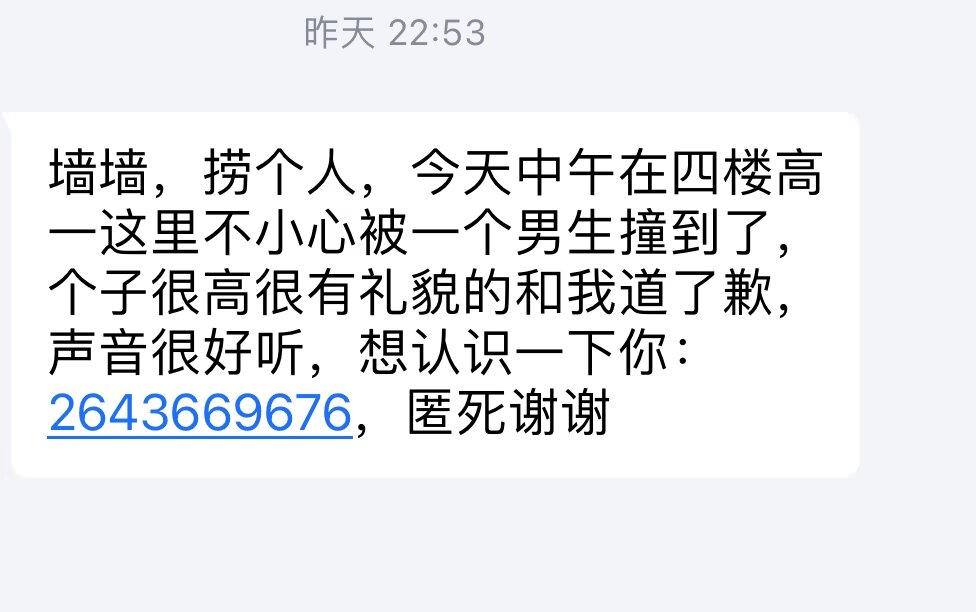 昨天 22:53
墙墙，捞个人，今天中午在四楼高
一这里不小心被一个男生撞到了，
个子很高很有礼貌的和我道了歉，
声音很好听，想认识一下你：
2643669676，匿死谢谢